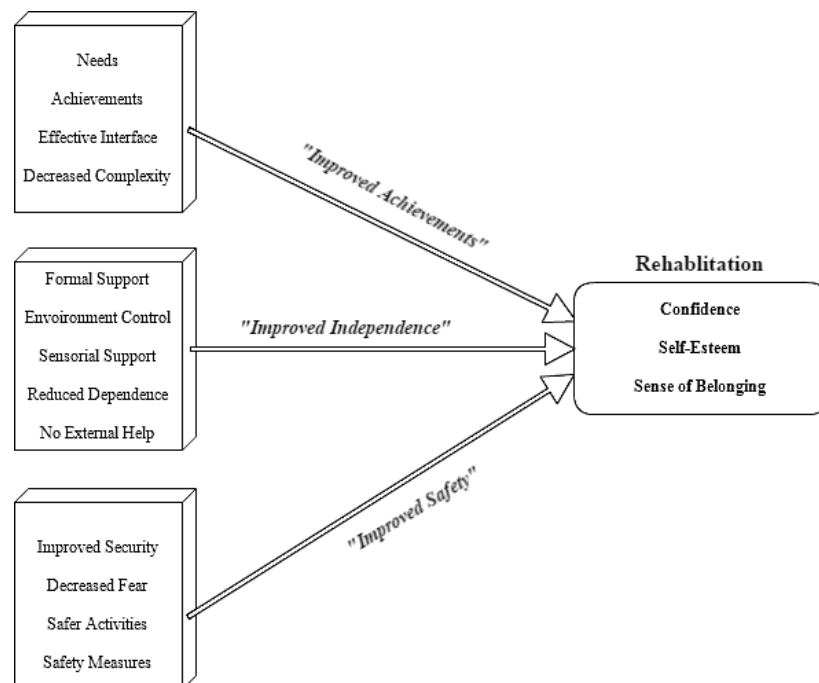 Needs
Achievements
Effective Interface
Decreased Complexity
"Improved Achievements"
Formal Support
Envoironment Control
Sensorial Support
Reduced Dependence
No External Help
"Improved Independence"
Rehablitation
Confidence
Self-Esteem
Sense of Belonging
Improved Security
Decreased Fear
Safer Activities
Safety Measures
"Improved Safety"